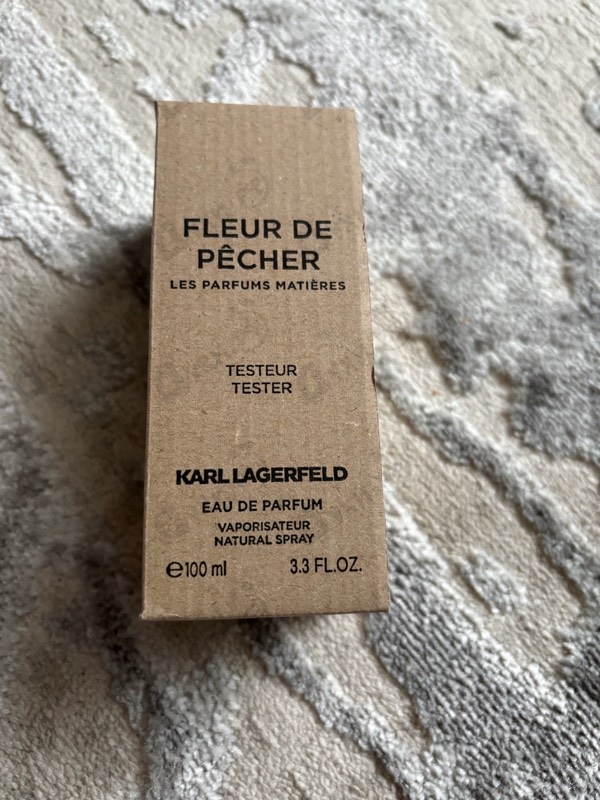 FLEUR DE
PÊCHER
LES PARFUMS MATIÈRES
TESTEUR
TESTER
KARL LAGERFELD
EAU DE PARFUM
VAPORISATEUR
NATURAL SPRAY
℮100 ml 3.3 FL.OZ.